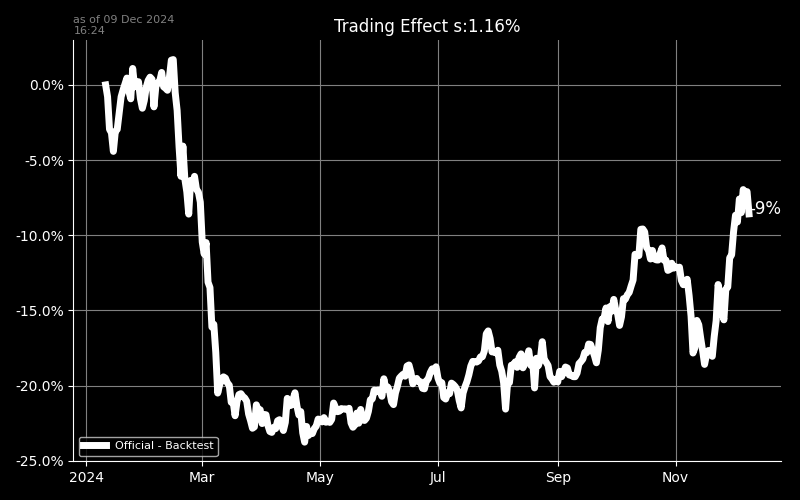 as of 09 Dec 2024
16:24
Trading Effect s:1.16%
0.0%
-5.0%
-10.0%
-15.0%
-20.0%
-25.0%
-9%
Official - Backtest
2024 Mar May Jul Sep Nov